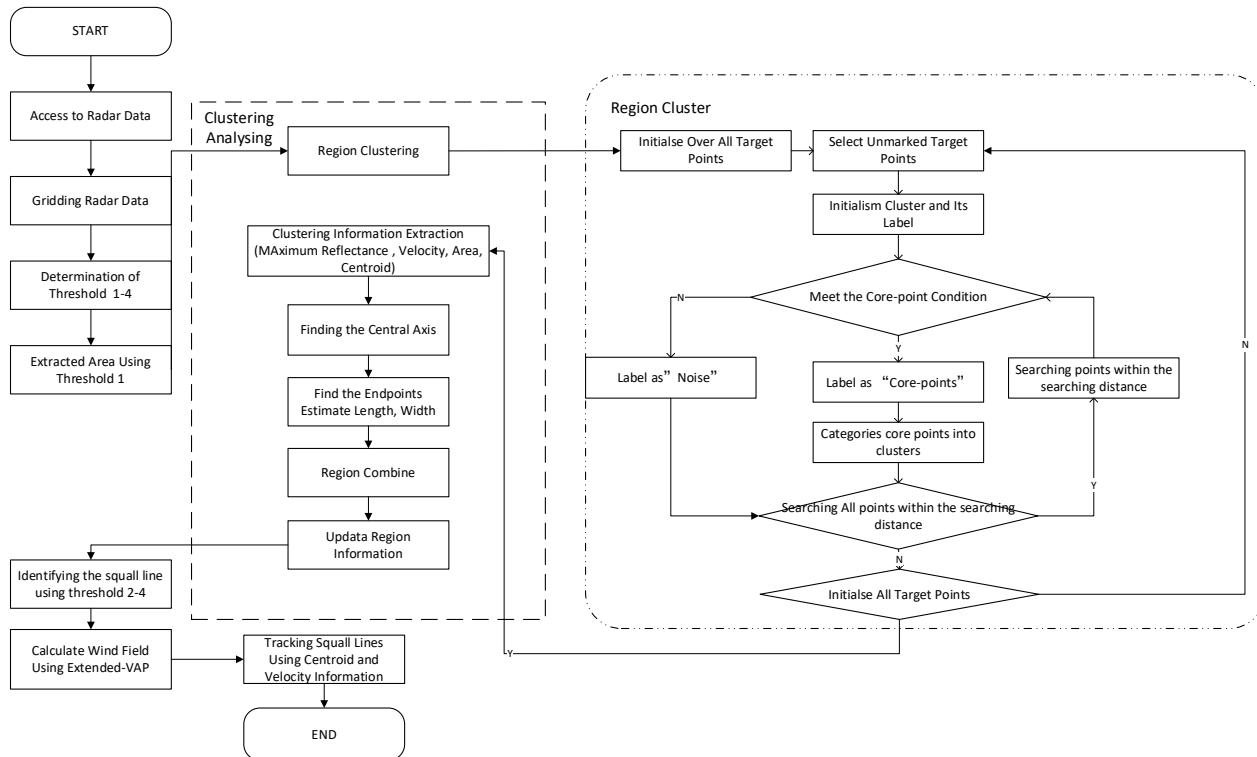 START
Access to Radar Data
Gridding Radar Data
Determination of
Threshold 1-4
Extracted Area Using
Threshold 1
Clustering
Analysing
Region Clustering
Clustering Information Extraction
(MAximum Reflectance , Velocity, Area,
Centroid)
Finding the Central Axis
Find the Endpoints
Estimate Length, Width
Region Combine
Updata Region
Information
Identifying the squall line
using threshold 2-4
Calculate Wind Field
Using Extended-VAP
Tracking Squall Lines
Using Centroid and
Velocity Information
END
Region Cluster
Initialse Over All Target
Points
Select Unmarked Target
Points
Initialism Cluster and Its
Label
Meet the Core-point Condition
N
Y
Label as” Noise”
Label as “Core-points”
Searching points within the
searching distance
Categories core points into
clusters
Searching All points within the searching
distance
Y
N
Initialse All Target Points
N
Y